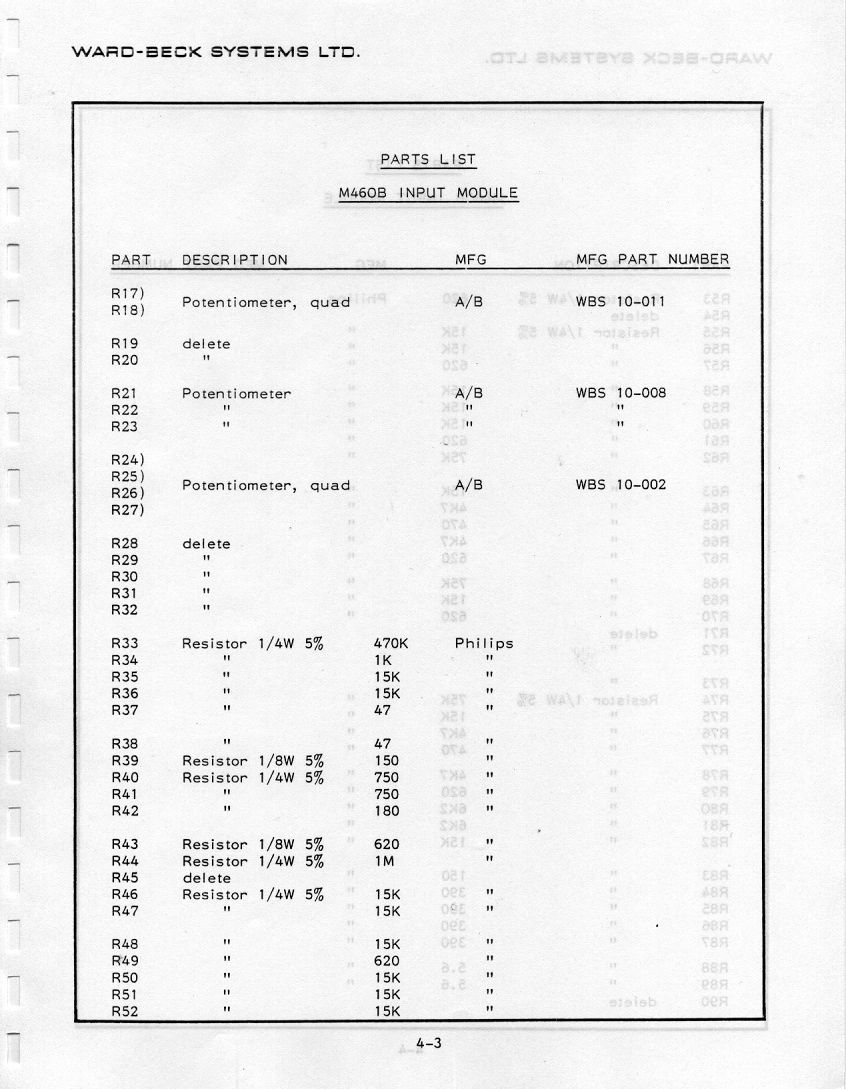 WARD-BECK SYSTEMS LTD.
PARTS LIST
M460B INPUT MODULE
PART DESCRIPTION MFG MFG PART NUMBER
R17)
R18) Potentiometer, quad A/B WBS 10-011
R19 delete
R20 "
R21 Potentiometer A/B WBS 10-008
R22 " " "
R23 " " "
R24)
R25)
R26) Potentiometer, quad A/B WBS 10-002
R27)
R28 delete
R29 "
R30 "
R31 "
R32 "
R33 Resistor 1/4W 5% 470K Philips
R34 " 1K "
R35 " 15K "
R36 " 15K "
R37 " 47 "
R38 " 47 "
R39 Resistor 1/8W 5% 150 "
R40 Resistor 1/4W 5% 750 "
R41 " 750 "
R42 " 180 "
R43 Resistor 1/8W 5% 620 "
R44 Resistor 1/4W 5% 1M "
R45 delete
R46 Resistor 1/4W 5% 15K "
R47 " 15K "
R48 " 15K "
R49 " 620 "
R50 " 15K "
R51 " 15K "
R52 " 15K "
4-3